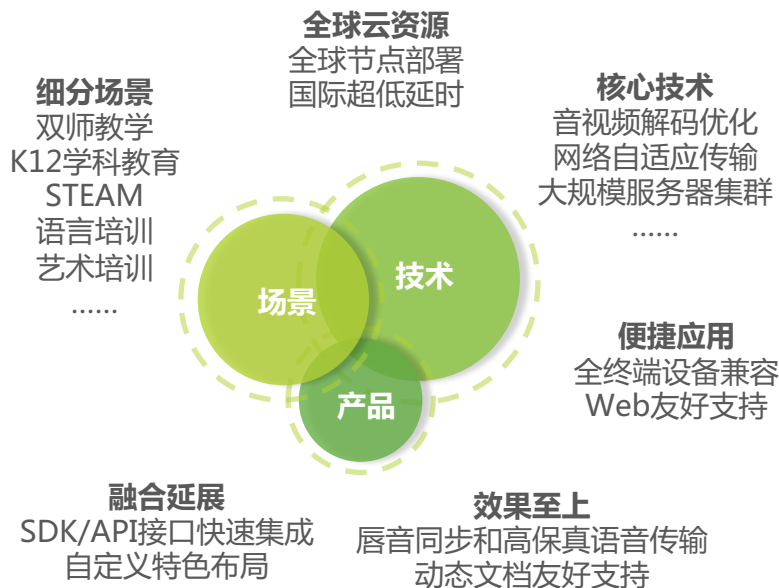 全球云资源
全球节点部署
国际超低延时
细分场景
双师教学
K12学科教育
STEAM
语言培训
艺术培训
……
核心技术
音视频解码优化
网络自适应传输
大规模服务器集群
……
场景
技术
产品
便捷应用
全终端设备兼容
Web友好支持
融合延展
SDK/API接口快速集成
自定义特色布局
效果至上
唇音同步和高保真语音传输
动态文档友好支持